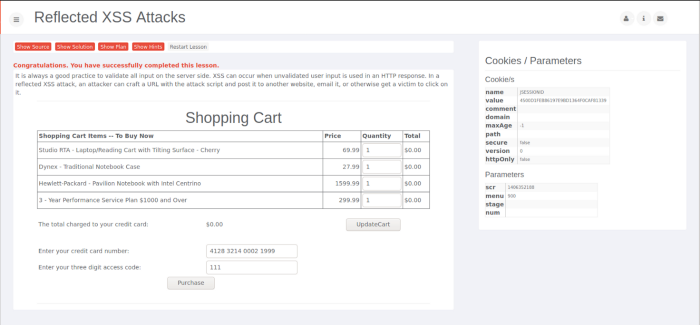 Reflected XSS Attacks
Show Source Show Solution Show Plan Show Hints Restart Lesson
Congratulations. You have successfully completed this lesson.
It is always a good practice to validate all input on the server side. XSS can occur when unvalidated user input is used in an HTTP response. In a
reflected XSS attack, an attacker can craft a URL with the attack script and post it to another website, email it, or otherwise get a victim to click on
it.
Shopping Cart
Shopping Cart Items -- To Buy Now Price Quantity Total
Studio RTA - Laptop/Reading Cart with Tilting Surface - Cherry 69.99 1 $0.00
Dynex - Traditional Notebook Case 27.99 1 $0.00
Hewlett-Packard - Pavilion Notebook with Intel Centrino 1599.99 1 $0.00
3 - Year Performance Service Plan $1000 and Over 299.99 1 $0.00
The total charged to your credit card: $0.00 UpdateCart
Enter your credit card number: 4128 3214 0002 1999
Enter your three digit access code: 111
Purchase
Cookies / Parameters
Cookie/s
name JSESSIONID
value
comment
domain
maxAge -1
path
secure false
version 0
httpOnly false
Parameters
scr 1406352188
menu 900
stage
num